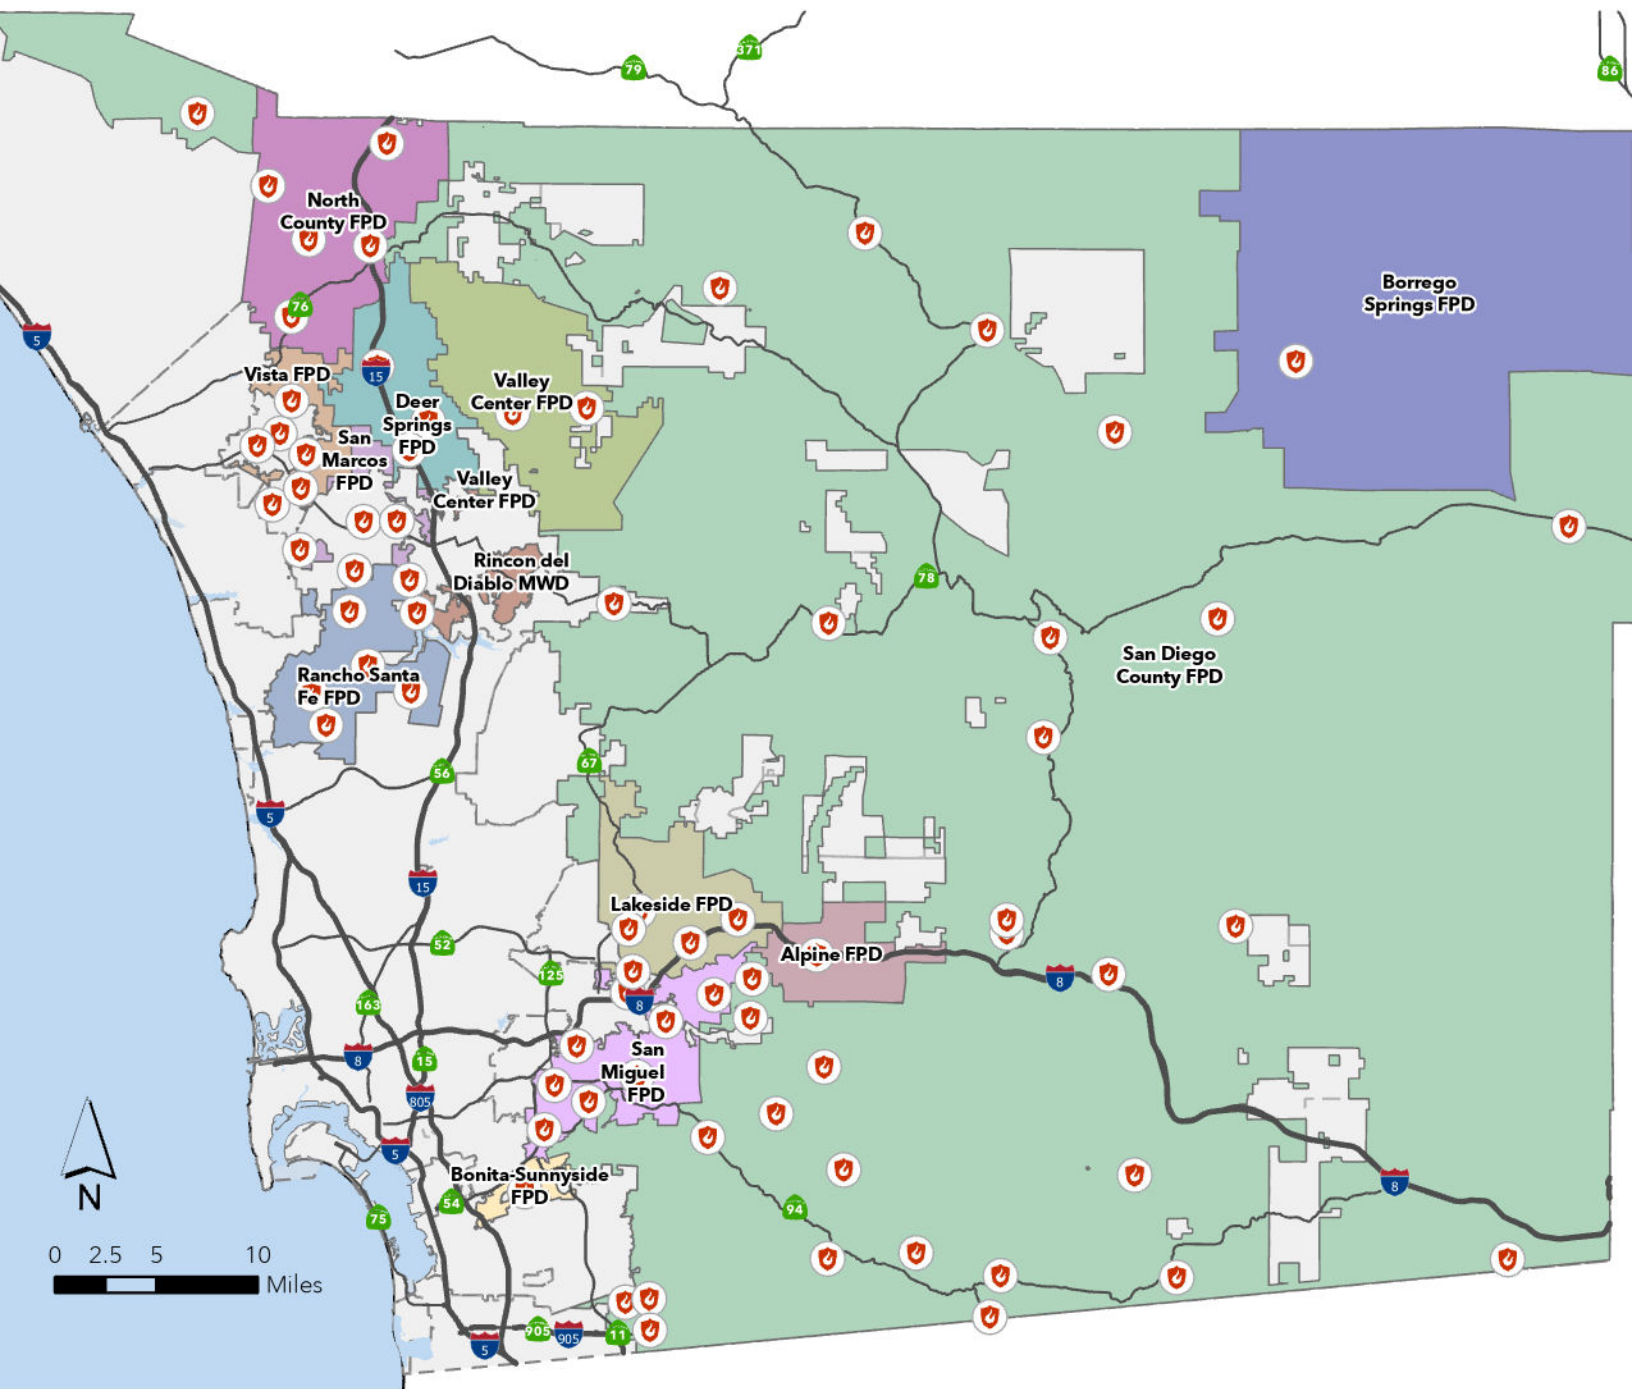 371
79
86
North
County FPD
Borrego
Springs FPD
76
5
15
Vista FPD
Valley
Center FPD
Deer
Springs
FPD
San
Marcos
FPD
Valley
Center FPD
Rincon del
Diablo MWD
78
San Diego
County FPD
Rancho Santa
Fe FPD
67
56
5
15
Lakeside FPD
52
Alpine FPD
125
8
8
163
8
15
San
Miguel
FPD
805
5
Bonita-Sunnyside
FPD
8
54
94
75
N
0 2.5 5 10
Miles
905
905
11
5